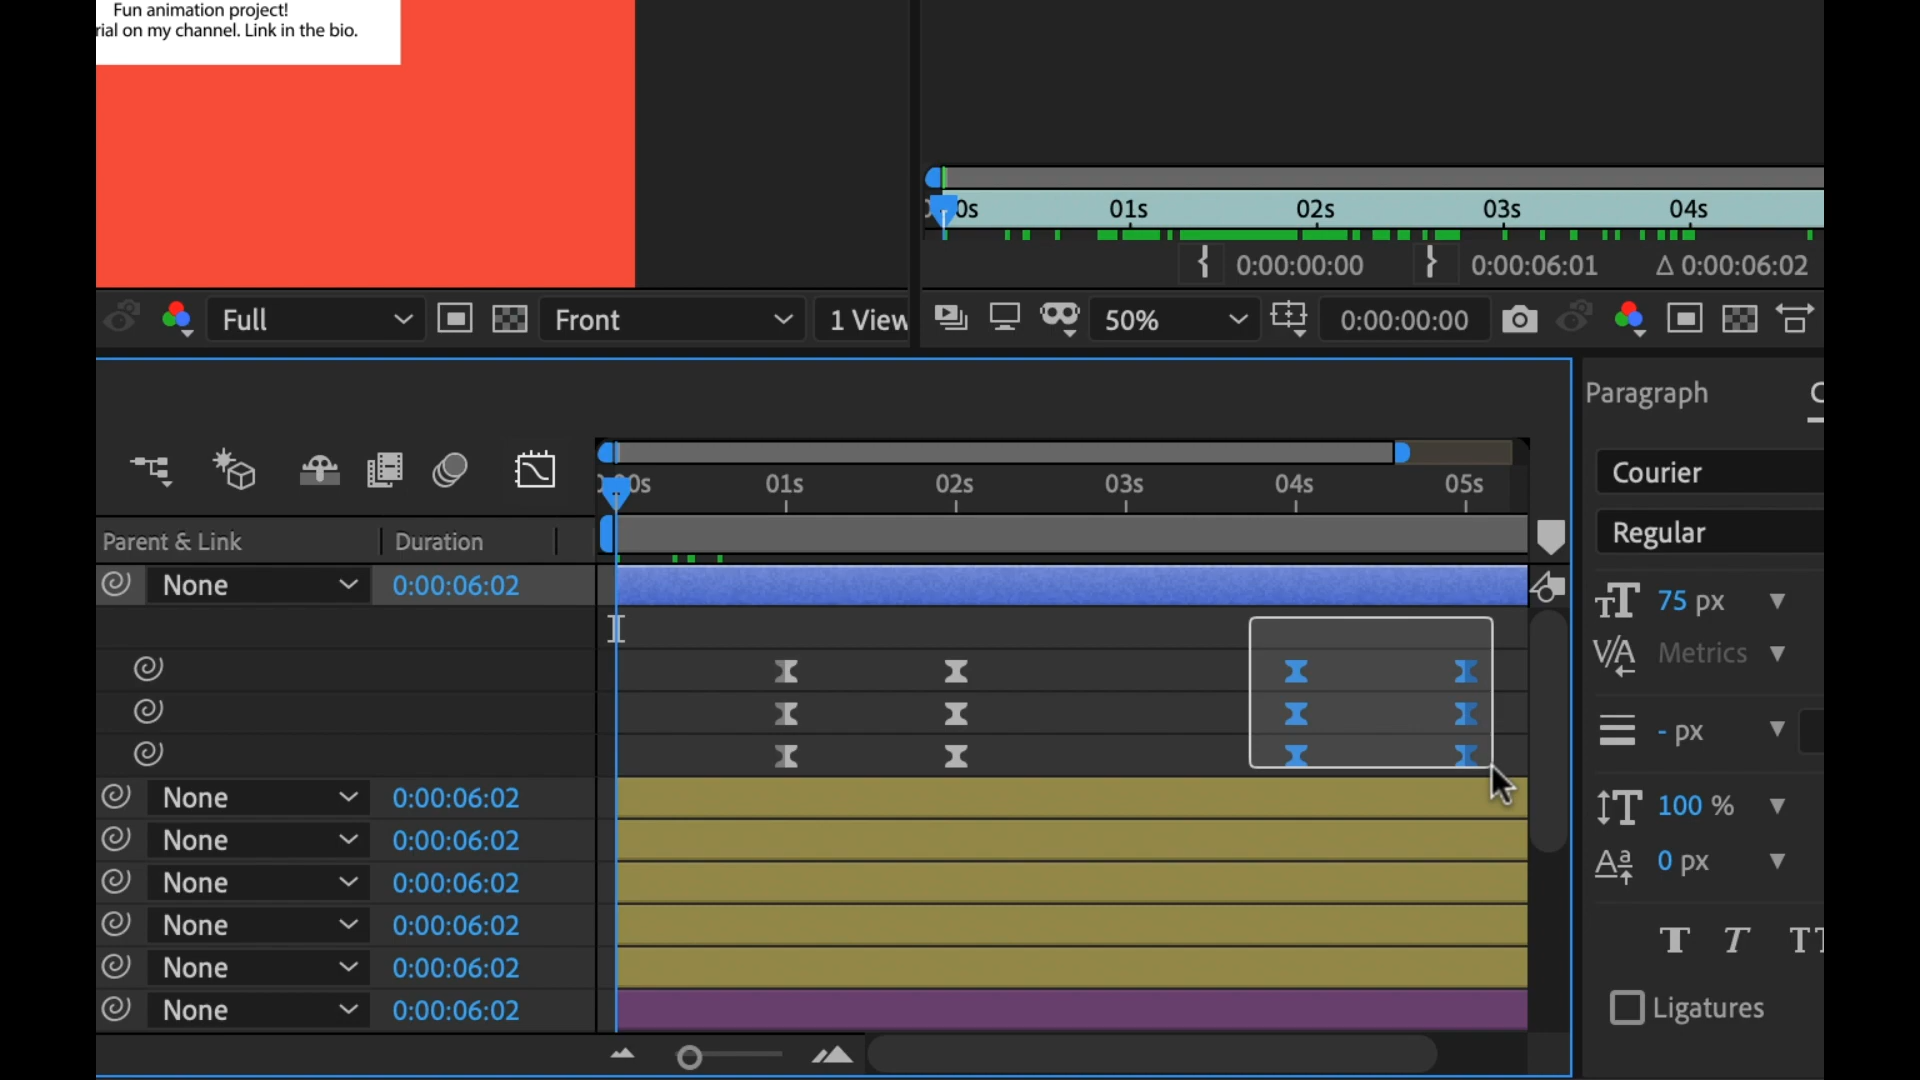 Fun animation project!
rial on my channel. Link in the bio.
01s
02s
03s
04s
0:00:00:00
0:00:06:01
Δ 0:00:06:02
Full
Front
1 View
50%
0:00:00:00
Paragraph
01s
02s
03s
04s
05s
Parent & Link
Duration
Courier
Regular
None
0:00:06:02
75 px
Metrics
- px
None
0:00:06:02
100 %
None
0:00:06:02
0 px
None
0:00:06:02
None
0:00:06:02
None
0:00:06:02
None
0:00:06:02
Ligatures